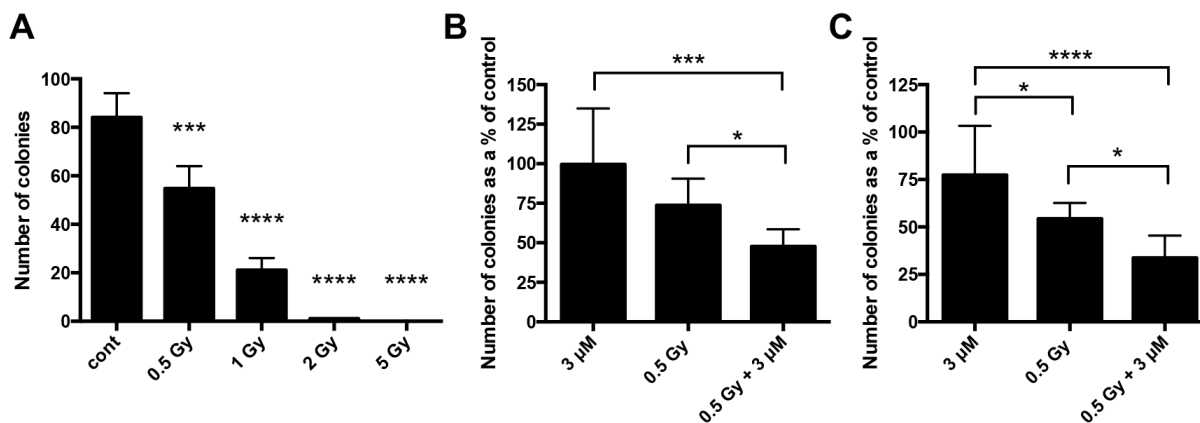 A
Number of colonies
100
80
60
40
20
0
***
****
****
****
cont
0.5 Gy
1 Gy
2 Gy
5 Gy
B
Number of colonies as a % of control
150
125
100
75
50
25
0
***
*
3 µM
0.5 Gy
0.5 Gy + 3 µM
C
Number of colonies as a % of control
125
100
75
50
25
0
****
*
*
3 µM
0.5 Gy
0.5 Gy + 3 µM